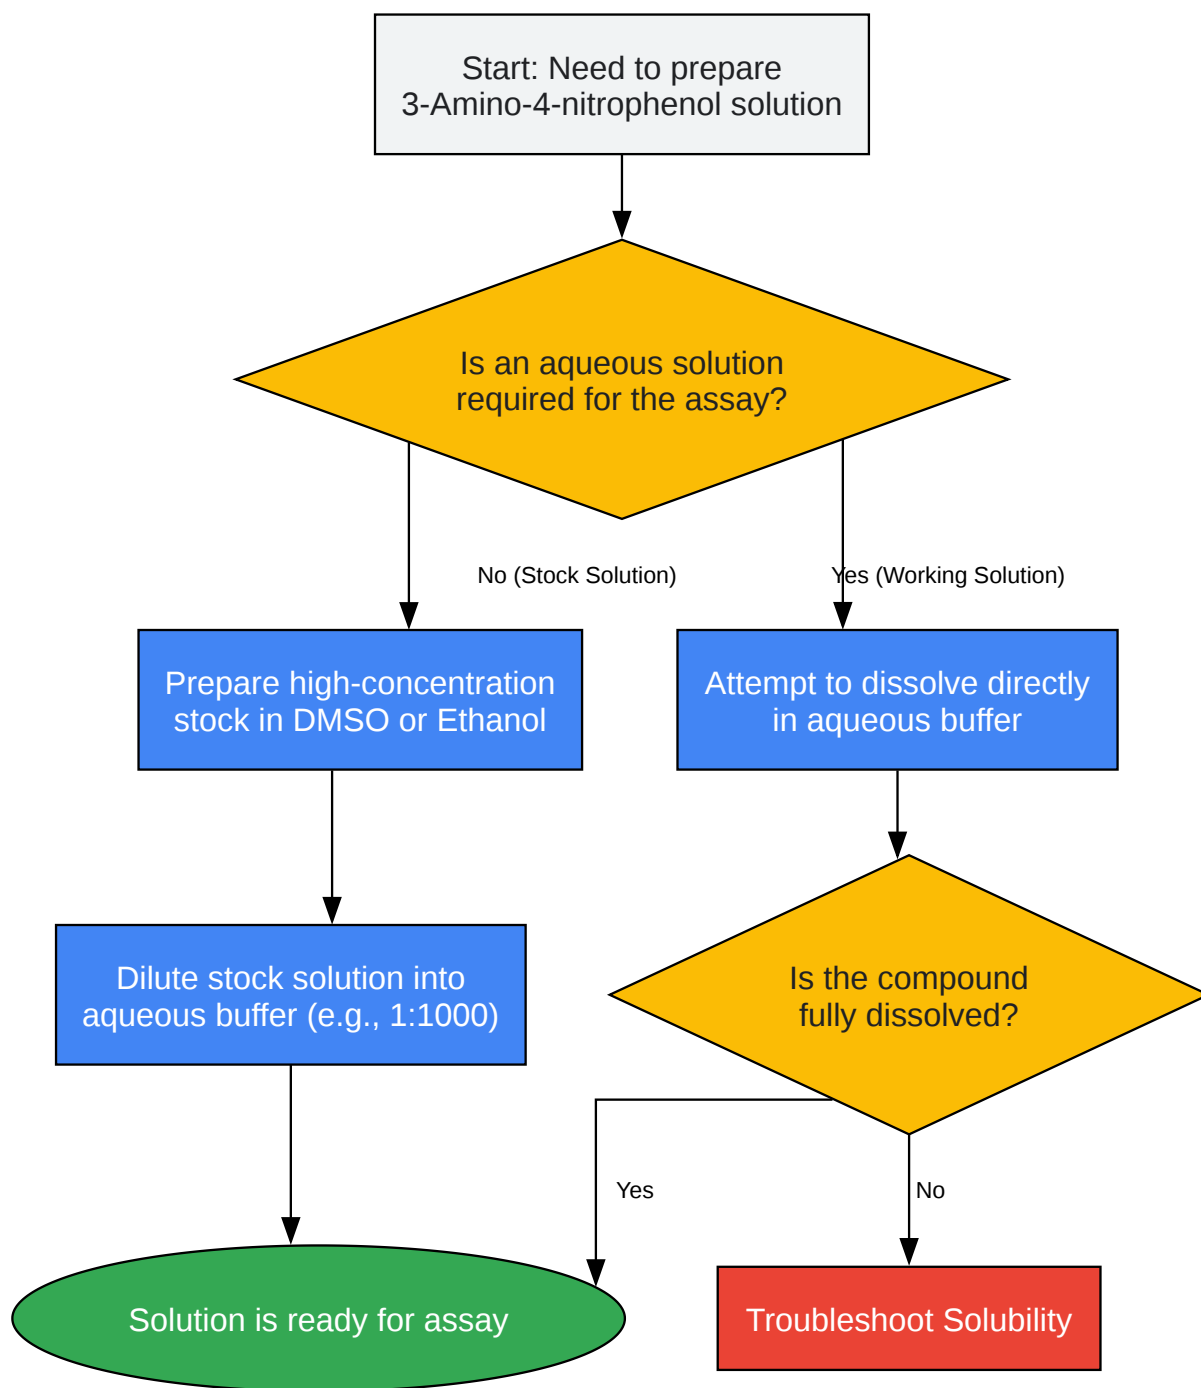 Start: Need to prepare
3-Amino-4-nitrophenol solution
Is an aqueous solution
required for the assay?
No (Stock Solution)
Yes (Working Solution)
Prepare high-concentration
stock in DMSO or Ethanol
Attempt to dissolve directly
in aqueous buffer
Dilute stock solution into
aqueous buffer (e.g., 1:1000)
Is the compound
fully dissolved?
Yes
No
Solution is ready for assay
Troubleshoot Solubility